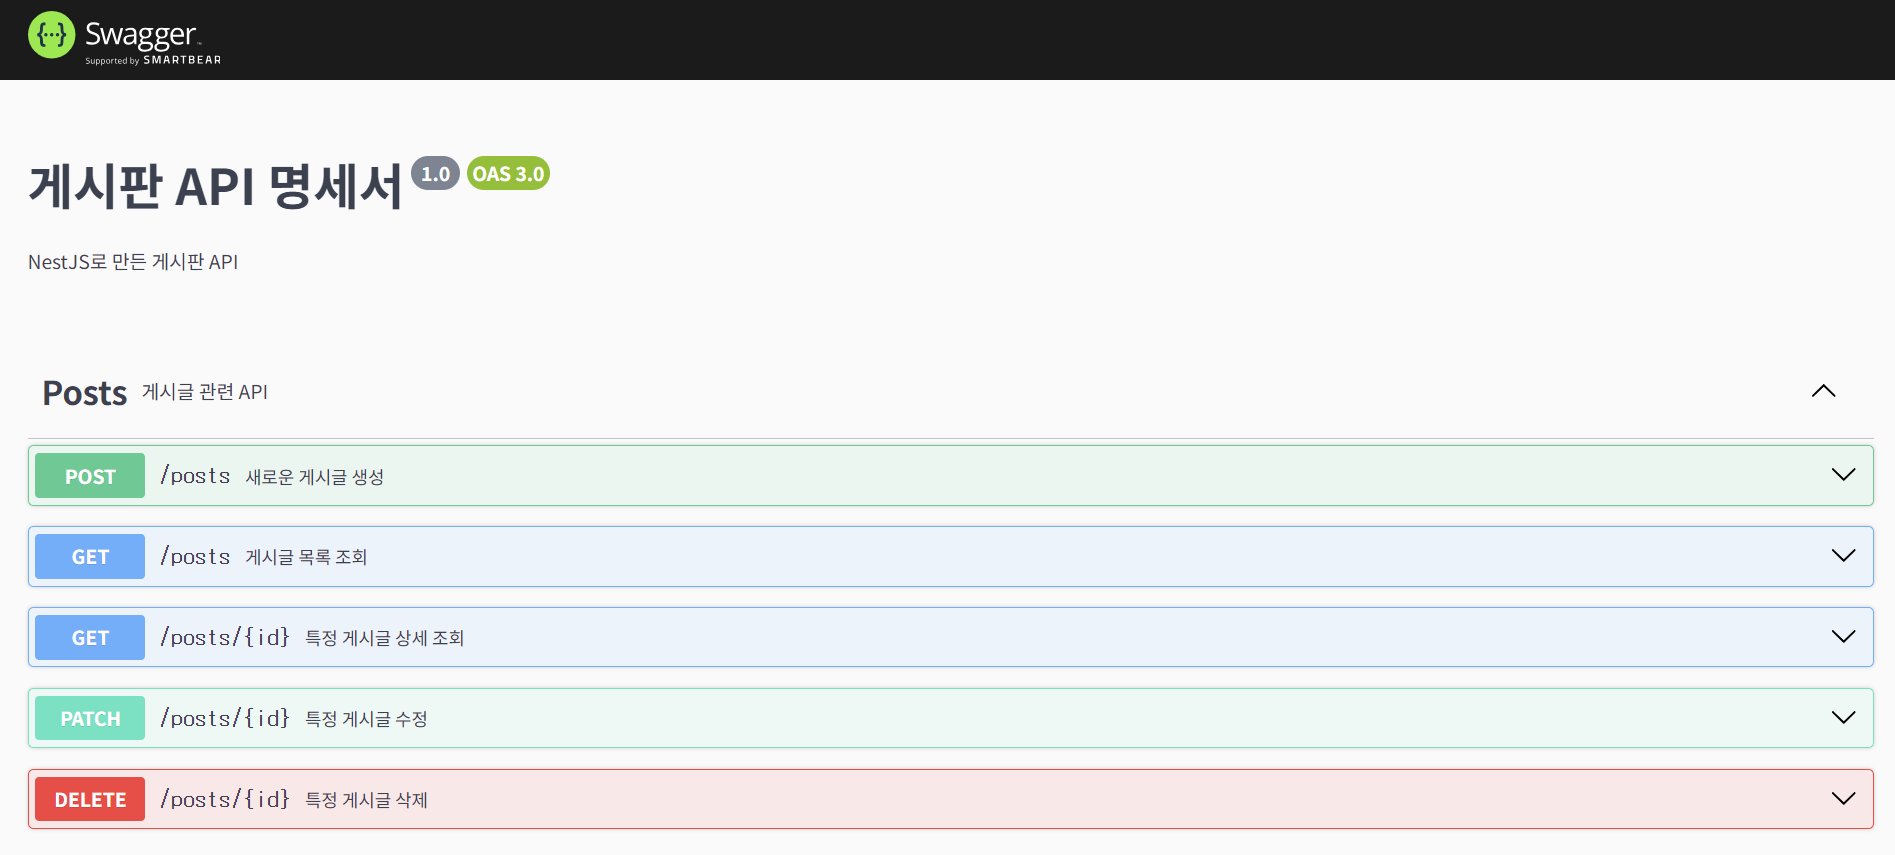 Swagger™
Supported by SMARTBEAR
게시판 API 명세서 1.0 OAS 3.0
NestJS로 만든 게시판 API
Posts 게시글 관련 API
POST /posts 새로운 게시글 생성
GET /posts 게시글 목록 조회
GET /posts/{id} 특정 게시글 상세 조회
PATCH /posts/{id} 특정 게시글 수정
DELETE /posts/{id} 특정 게시글 삭제